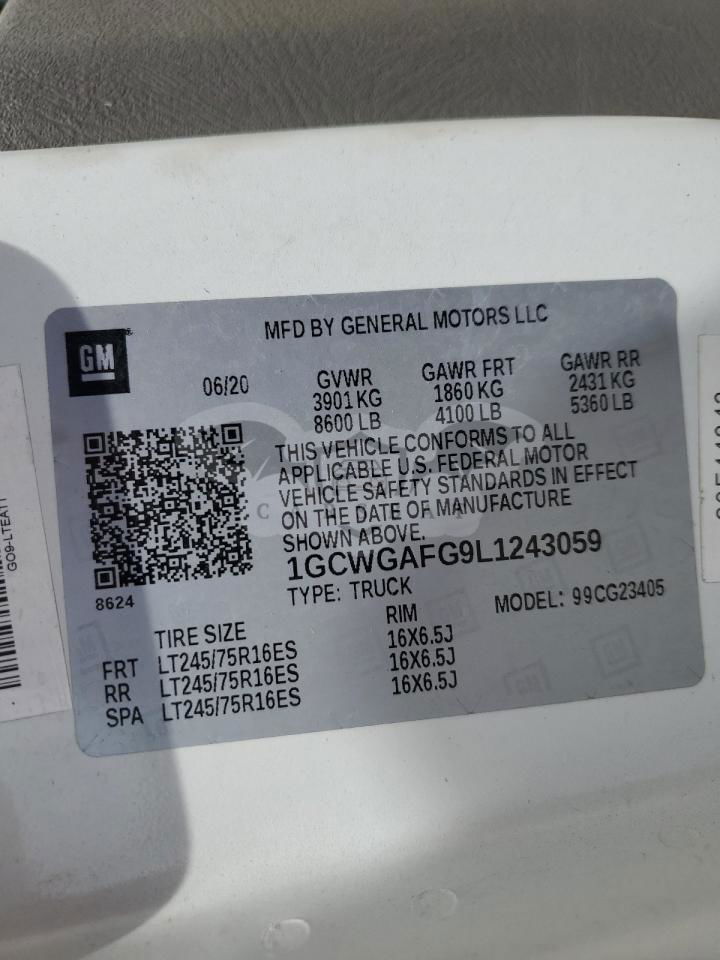 MFD BY GENERAL MOTORS LLC
GM
06/20
GVWR
3901 KG
8600 LB
GAWR FRT
1860 KG
4100 LB
GAWR RR
2431 KG
5360 LB
THIS VEHICLE CONFORMS TO ALL
APPLICABLE U.S. FEDERAL MOTOR
VEHICLE SAFETY STANDARDS IN EFFECT
ON THE DATE OF MANUFACTURE
SHOWN ABOVE.
1GCWGAFG9L1243059
8624
TYPE: TRUCK
MODEL: 99CG23405
TIRE SIZE
RIM
FRT LT245/75R16ES 16X6.5J
RR LT245/75R16ES 16X6.5J
SPA LT245/75R16ES 16X6.5J
GO9-LTEA11